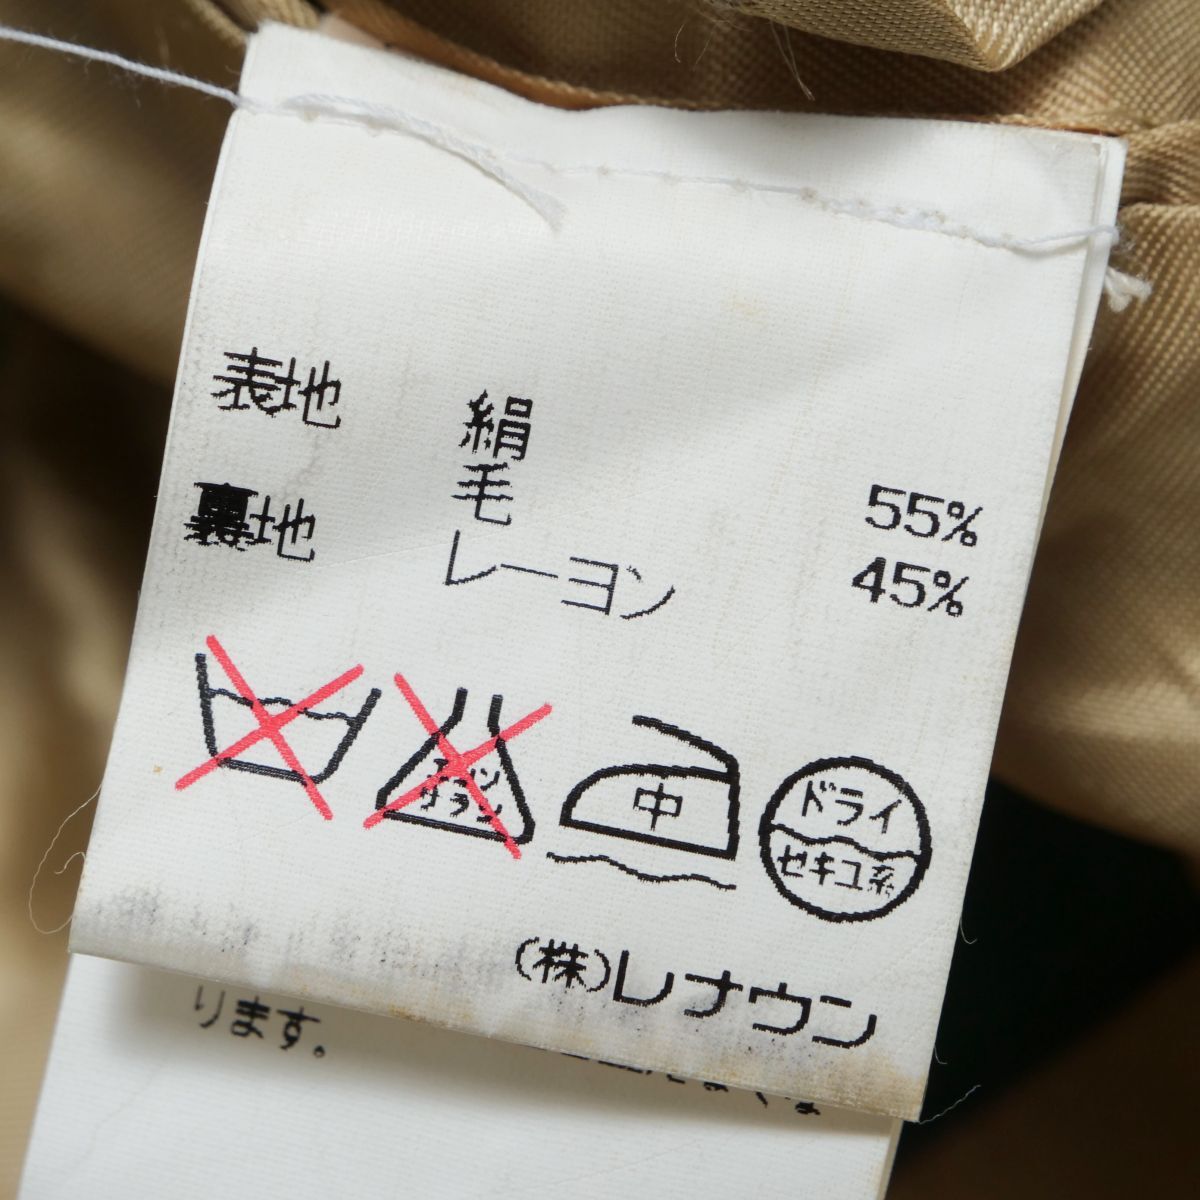 表地 絹 55%
毛 45%
裏地 レーヨン
エンソ
サラシ
中
ドライ
セキユ系
(株)レナウン
ります。